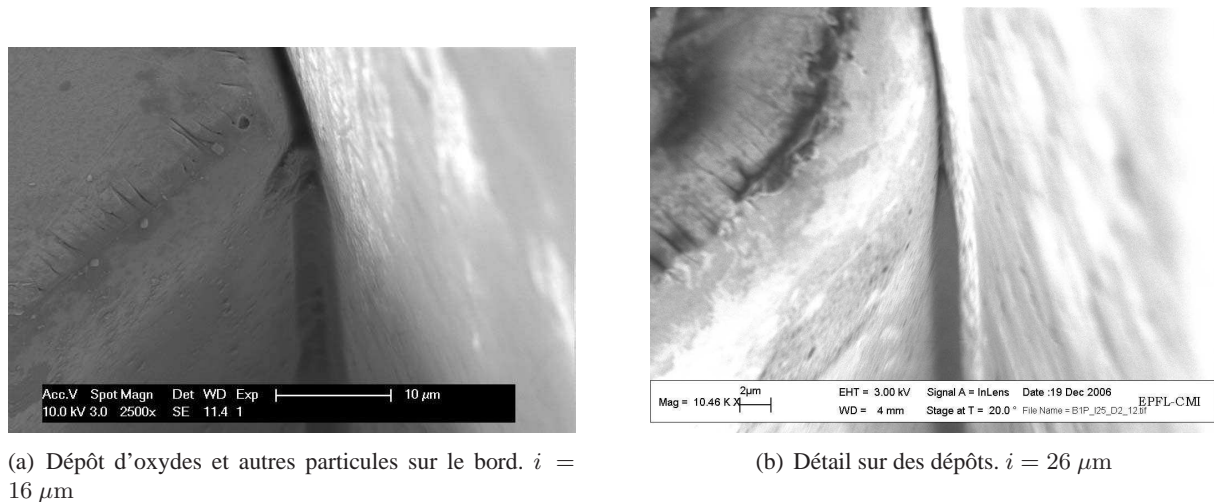 Acc.V Spot Magn Det WD Exp
10.0 kV 3.0 2500x SE 11.4 1
10 µm
Mag = 10.46 K X
2µm
EHT = 3.00 kV
WD = 4 mm
Signal A = InLens
Stage at T = 20.0 °
Date :19 Dec 2006
File Name = B1P_I25_D2_12.tif
EPFL-CMI
(a) Dépôt d'oxydes et autres particules sur le bord. i =
16 µm
(b) Détail sur des dépôts. i = 26 µm